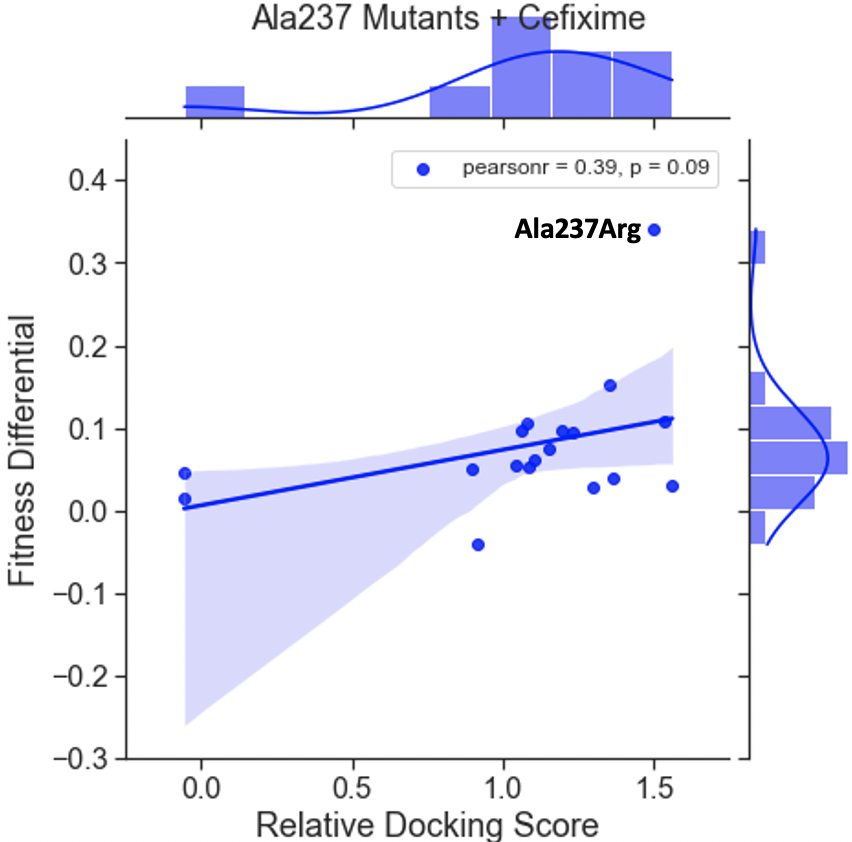 Ala237 Mutants + Cefixime
pearsonr = 0.39, p = 0.09
Ala237Arg
Fitness Differential
0.4
0.3
0.2
0.1
0.0
−0.1
−0.2
−0.3
0.0 0.5 1.0 1.5
Relative Docking Score